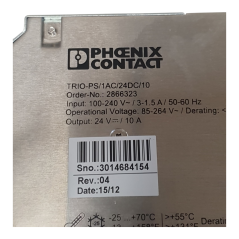 PHŒNIX
CONTACT
TRIO-PS/1AC/24DC/10
Order-No.: 2866323
Input: 100-240 V~ / 3-1.5 A / 50-60 Hz
Operational Voltage: 85-264 V~ / Derating: <
Output: 24 V⎓ / 10 A
Sno.:3014684154
Rev.:04
Date:15/12
-25 ...+70°C >+55°C Derati